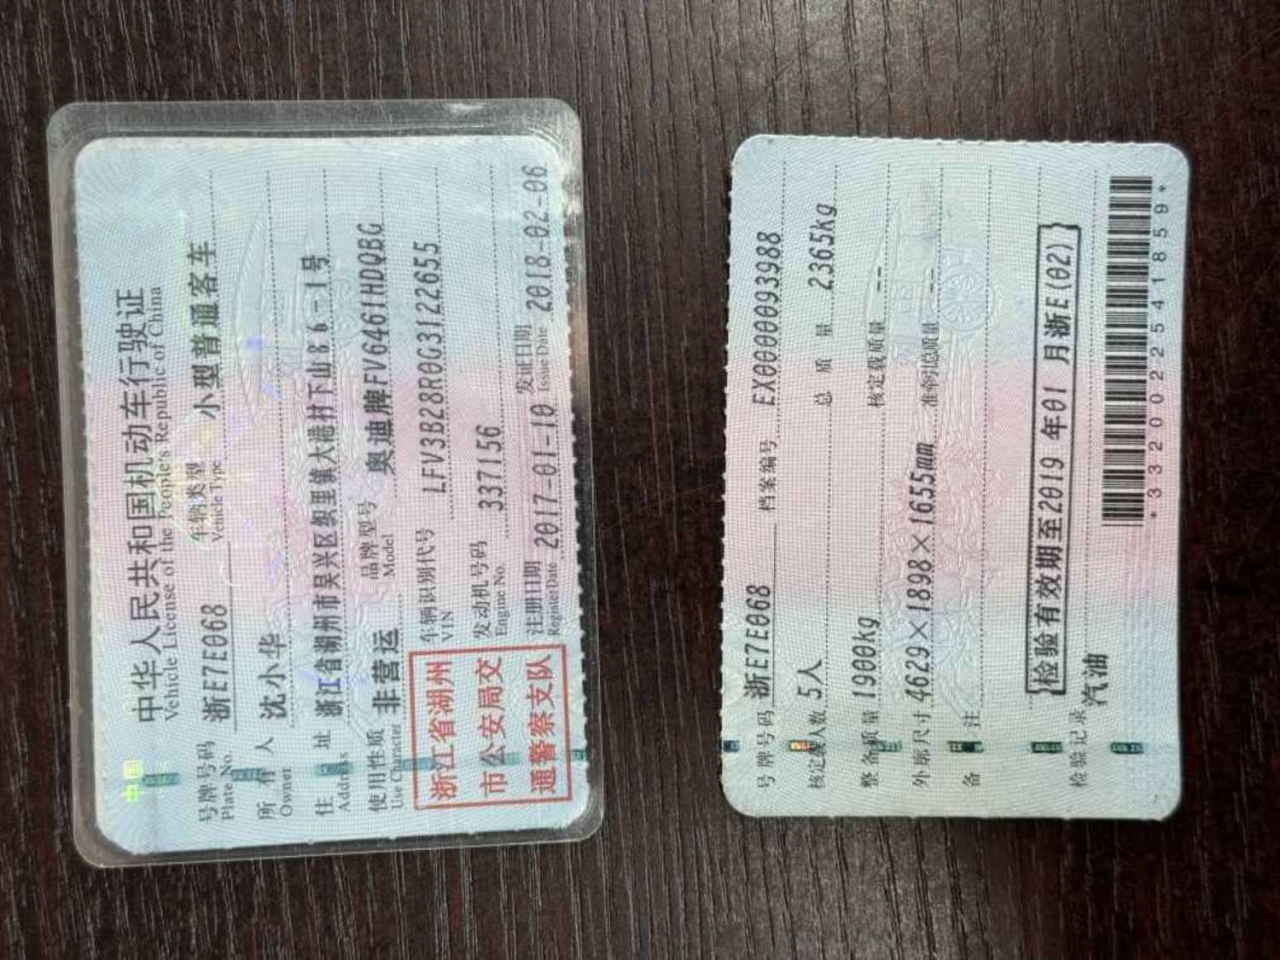 中华人民共和国机动车行驶证
Vehicle License of the People's Republic of China
号牌号码 浙E7E068 车辆类型 小型普通客车
Plate No. Vehicle Type
所有人 沈小华
Owner
住址 浙江省湖州市吴兴区织里镇大港村下山86-1号
Address
使用性质 非营运 品牌型号 奥迪牌FV6461HDQBG
Use Character Model
浙江省湖州
市公安局交
通警察支队
车辆识别代号 LFV3B28R0G3122655
VIN
发动机号码 337156
Engine No.
注册日期 2017-01-10 发证日期 2018-02-06
Register Date Issue Date
号牌号码 浙E7E068 档案编号 EX0000093988
核定载人数 5人 总质量 2365kg
整备质量 1900kg 核定载质量 --
外廓尺寸 4629×1898×1655mm 准牵引总质量 --
备注
检验有效期至2019年01月浙E(02)
检验记录
汽油
*3320022541859*